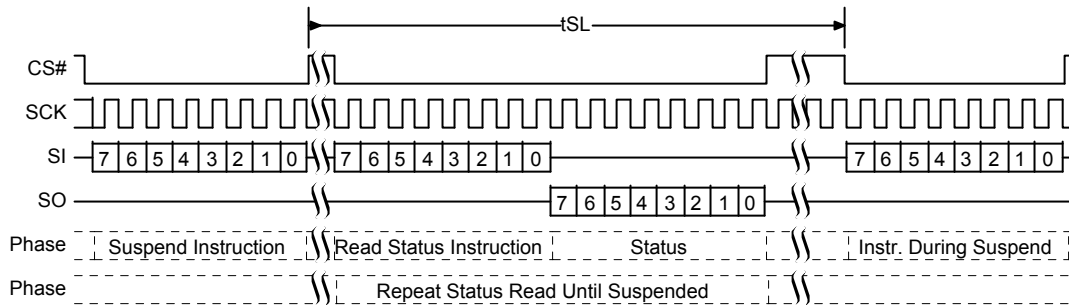 tSL
CS#
SCK
SI 7 6 5 4 3 2 1 0 7 6 5 4 3 2 1 0 7 6 5 4 3 2 1 0
SO 7 6 5 4 3 2 1 0
Phase Suspend Instruction Read Status Instruction Status Instr. During Suspend
Phase Repeat Status Read Until Suspended